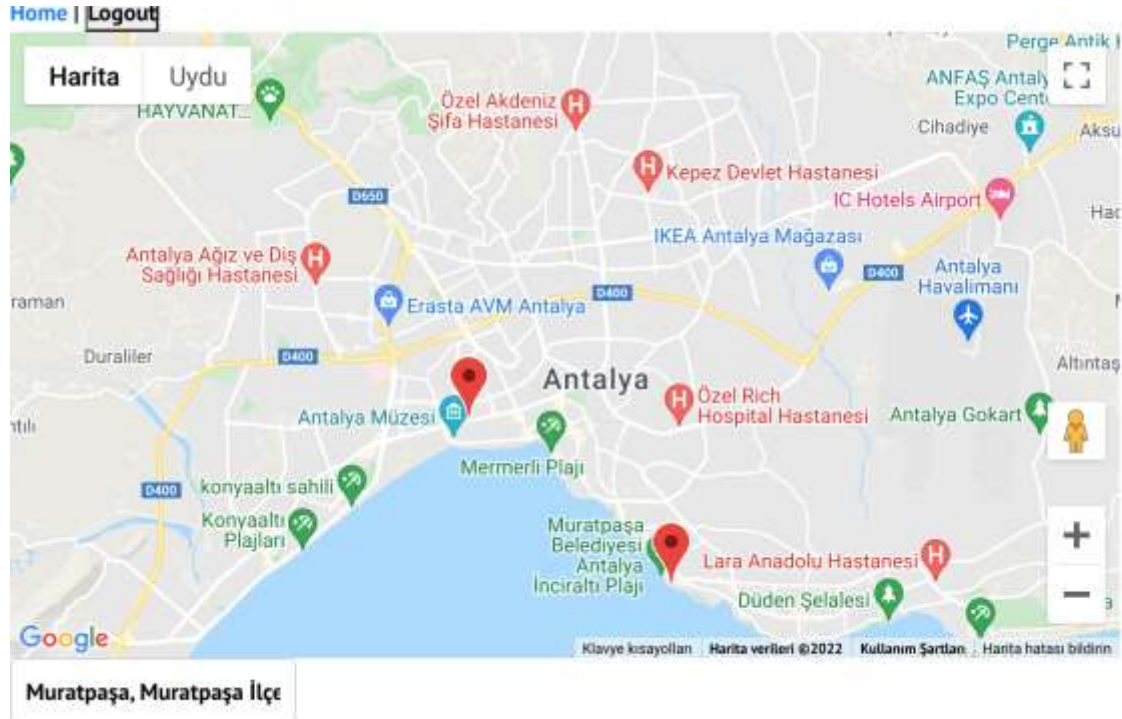 Home | Logout
Perge Antik
Harita Uydu
HAYVANAT...
Özel Akdeniz
Şifa Hastanesi
ANFAŞ Antaly
Expo Cent
Cihadiye
Aksu
Kepez Devlet Hastanesi
D650
IC Hotels Airport
IKEA Antalya Mağazası
Antalya Ağız ve Diş
Sağlığı Hastanesi
D400
Antalya
Havalimanı
raman
D400
Erasta AVM Antalya
Duraliler
D400
Altıntaş
Antalya
Özel Rich
Hospital Hastanesi
Antalya Müzesi
Antalya Gokart
Mermerli Plajı
D400
konyaaltı sahili
Konyaaltı
Plajları
Muratpaşa
Belediyesi
Antalya
İnciraltı Plajı
Lara Anadolu Hastanesi
Düden Şelalesi
Google
Klavye kısayolları Harita verileri ©2022 Kullanım Şartları Harita hatası bildirin
Muratpaşa, Muratpaşa İlçe